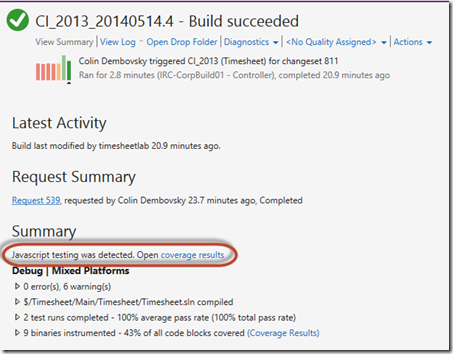 CI_2013_20140514.4 - Build succeeded
View Summary | View Log - Open Drop Folder | Diagnostics | <No Quality Assigned> | Actions
Colin Dembovsky triggered CI_2013 (Timesheet) for changeset 811
Ran for 2.8 minutes (IRC-CorpBuild01 - Controller), completed 20.9 minutes ago
Latest Activity
Build last modified by timesheetlab 20.9 minutes ago.
Request Summary
Request 539, requested by Colin Dembovsky 23.7 minutes ago, Completed
Summary
Javascript testing was detected. Open coverage results
Debug | Mixed Platforms
0 error(s), 6 warning(s)
$/Timesheet/Main/Timesheet/Timesheet.sln compiled
2 test runs completed - 100% average pass rate (100% total pass rate)
9 binaries instrumented - 43% of all code blocks covered (Coverage Results)